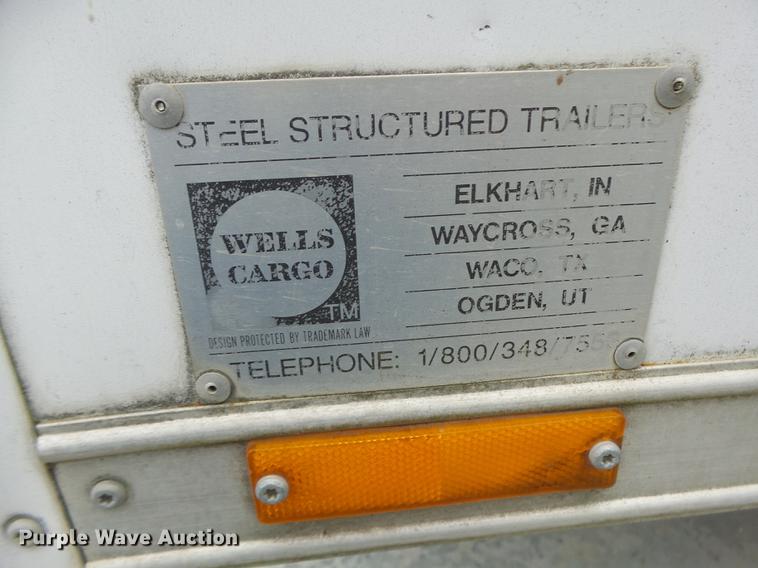 STEEL STRUCTURED TRAILERS
WELLS
CARGO
TM
DESIGN PROTECTED BY TRADEMARK LAW
ELKHART, IN
WAYCROSS, GA
WACO, TX
OGDEN, UT
TELEPHONE: 1/800/348/
Purple Wave Auction